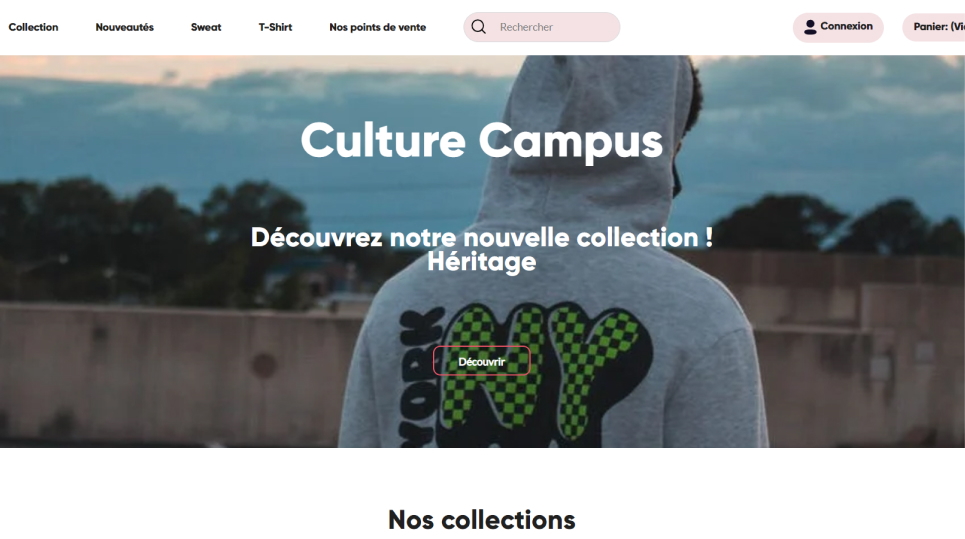 Collection Nouveautés Sweat T-Shirt Nos points de vente Rechercher Connexion Panier: (Vi
Culture Campus
Découvrez notre nouvelle collection !
Héritage
YORK
NY
Découvrir
Nos collections